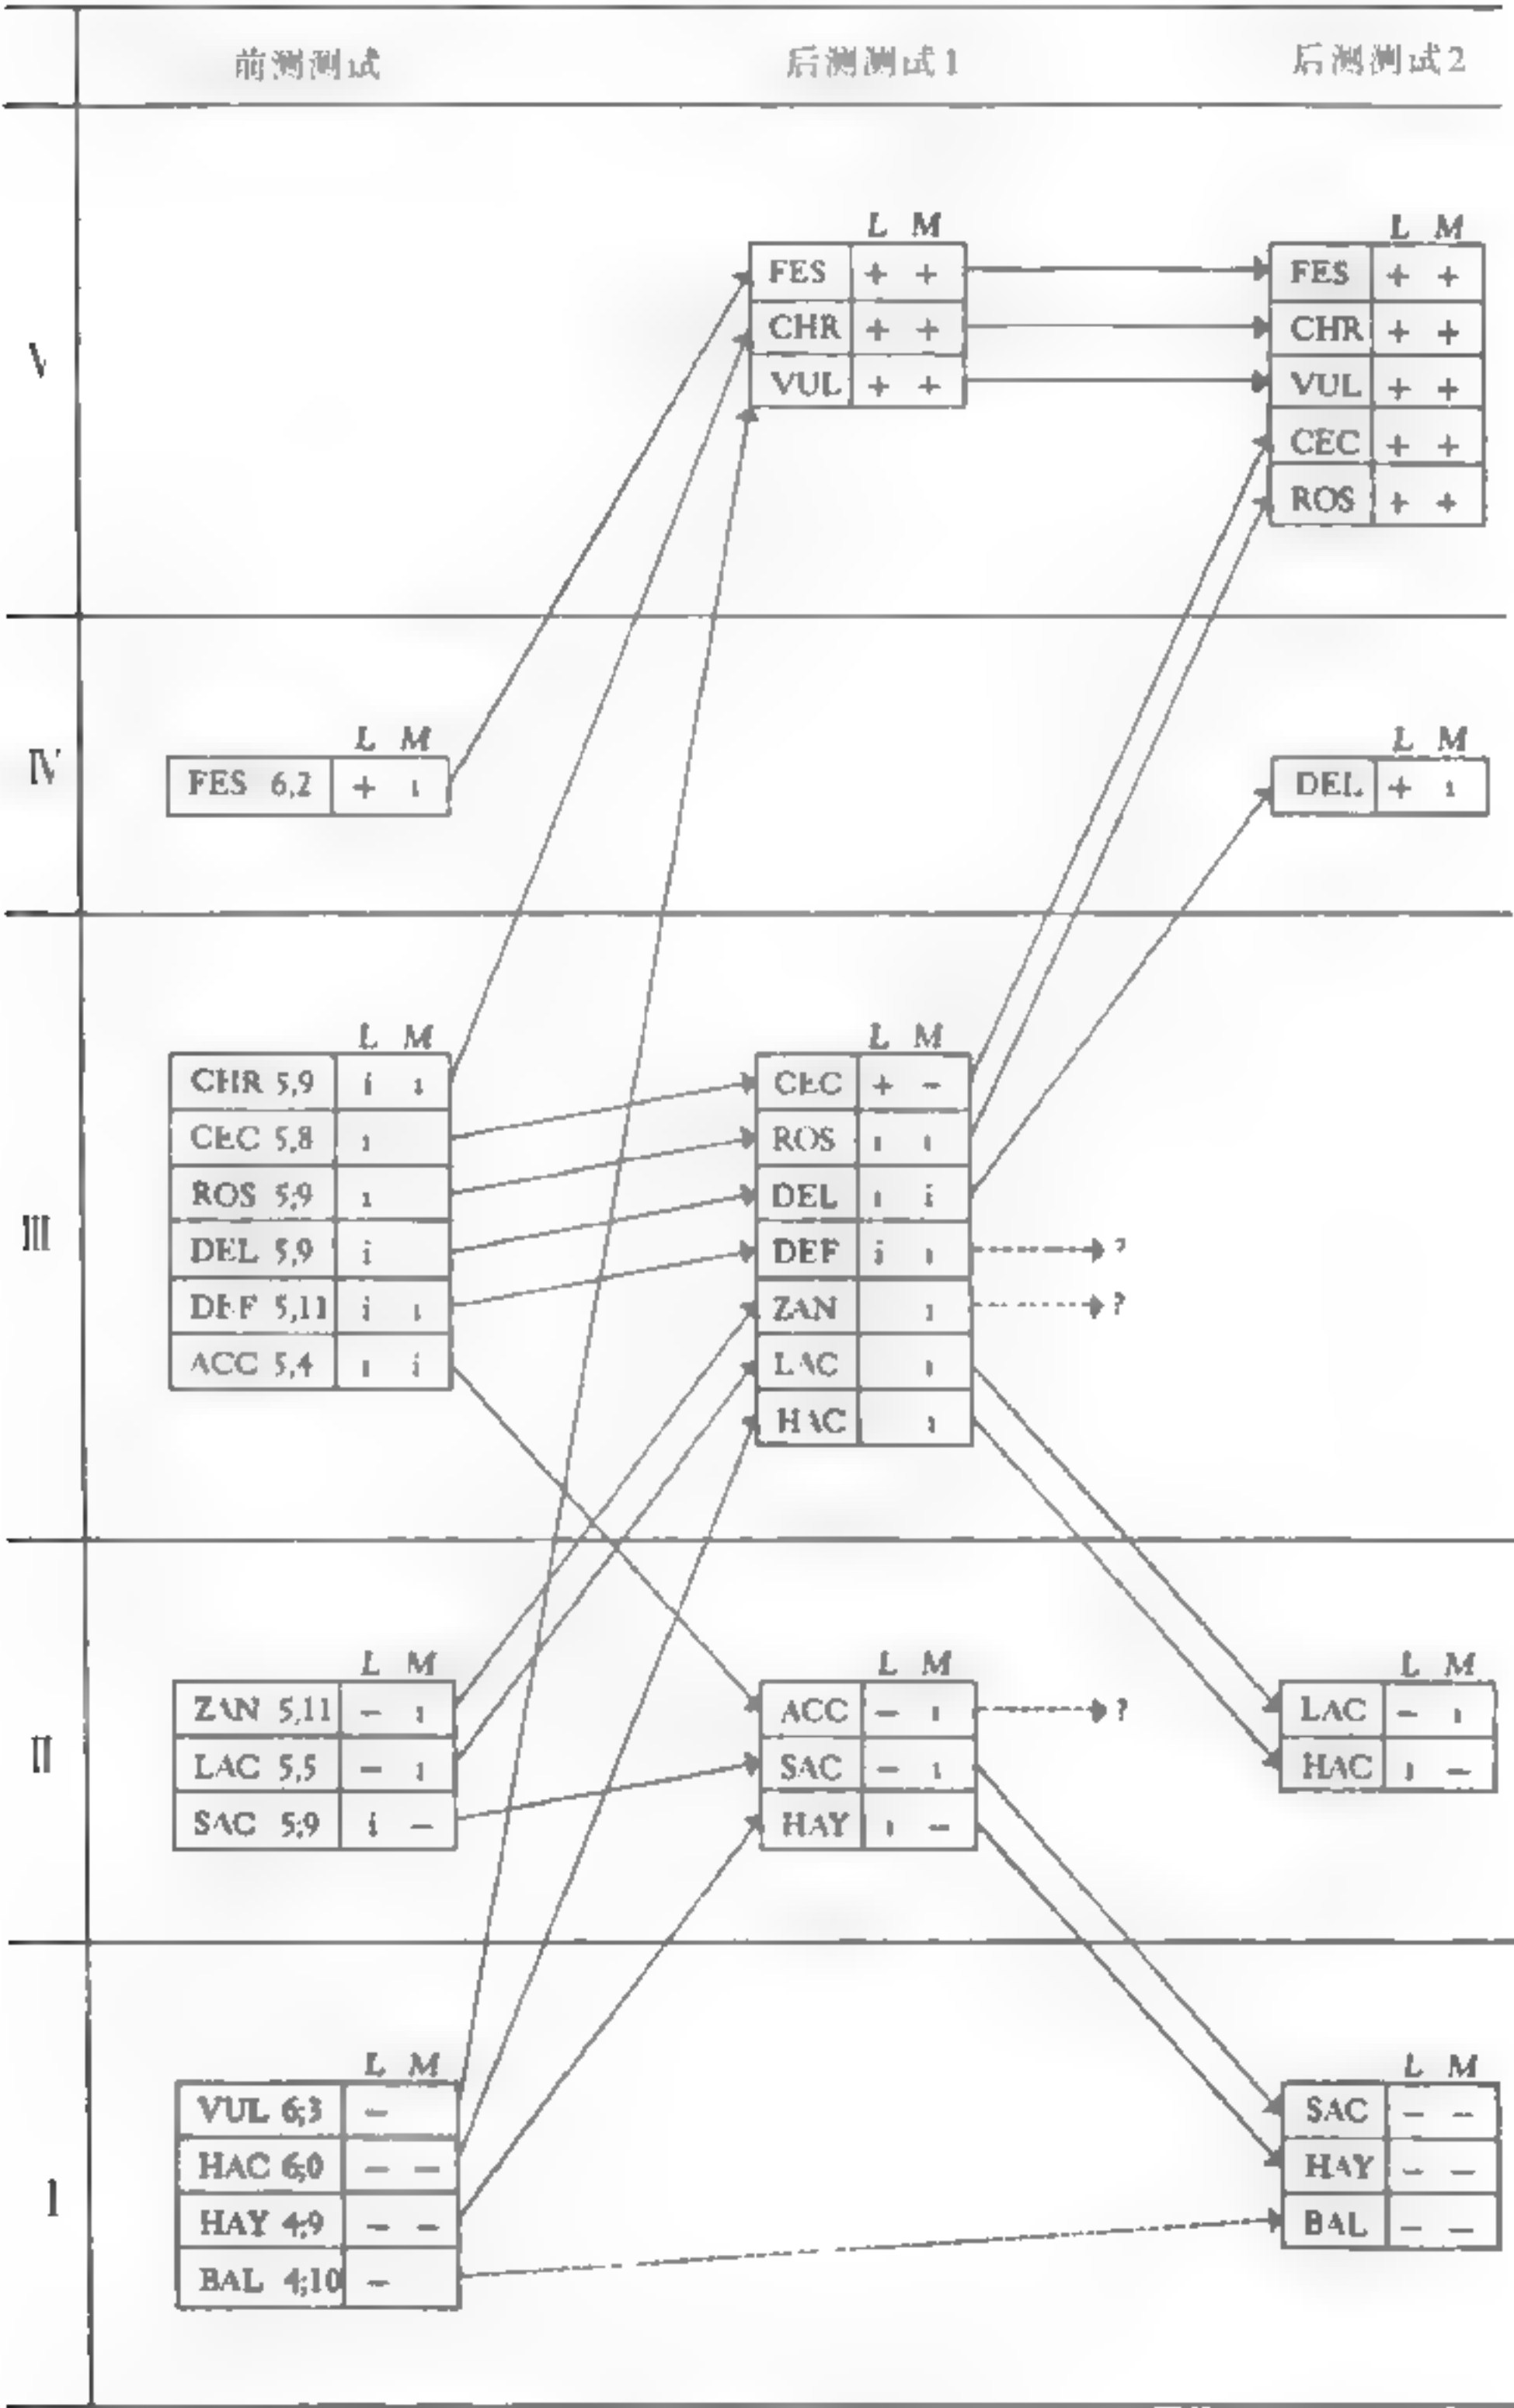 前测测试 后测测试1 后测测试2
V
L M
FES + +
CHR + +
VUL + +
L M
FES + +
CHR + +
VUL + +
CEC + +
ROS + +
IV
L M
FES 6,2 + ı
L M
DEL + ı
III
L M
CHR 5,9 i ı
CEC 5,8 ı
ROS 5;9 ı
DEL 5,9 i
DEF 5,11 i ı
ACC 5,4 ı i
L M
CEC + −
ROS ı ı
DEL ı i
DEF i ı
ZAN ı
LAC ı
HAC ı
?
?
II
L M
ZAN 5,11 − ı
LAC 5,5 − ı
SAC 5;9 i −
L M
ACC − ı
SAC − ı
HAY ı −
?
L M
LAC − ı
HAC ı −
I
L M
VUL 6;3 −
HAC 6;0 − −
HAY 4;9 − −
BAL 4;10 −
L M
SAC − −
HAY − −
BAL − −